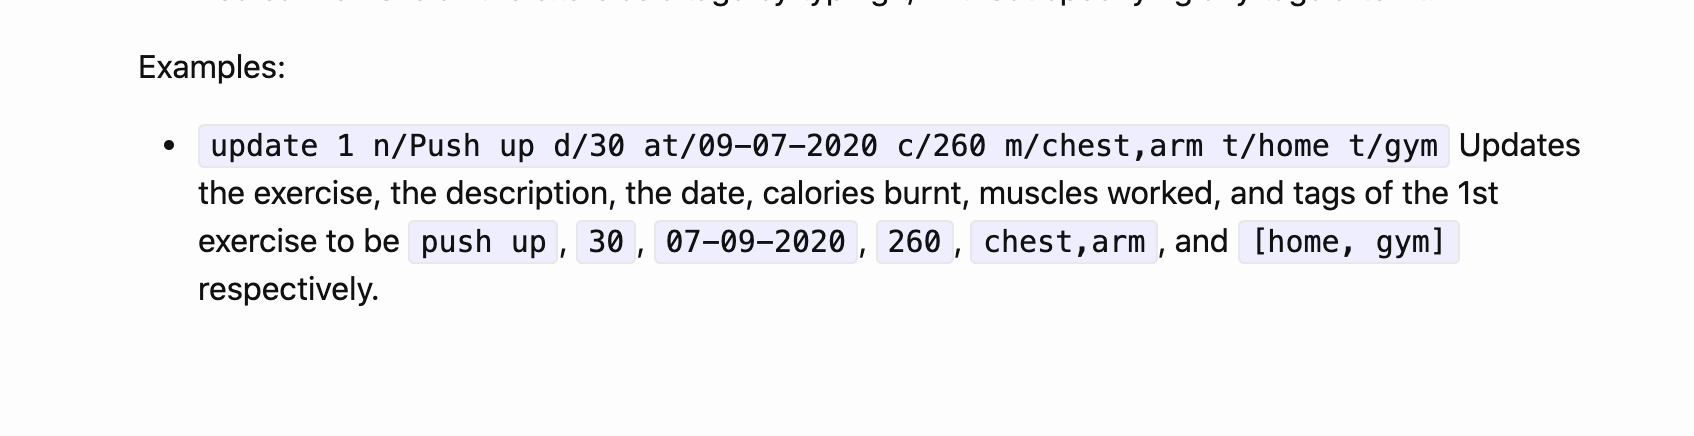 Examples:
• update 1 n/Push up d/30 at/09-07-2020 c/260 m/chest,arm t/home t/gym Updates
the exercise, the description, the date, calories burnt, muscles worked, and tags of the 1st
exercise to be push up, 30, 07-09-2020, 260, chest,arm, and [home, gym]
respectively.